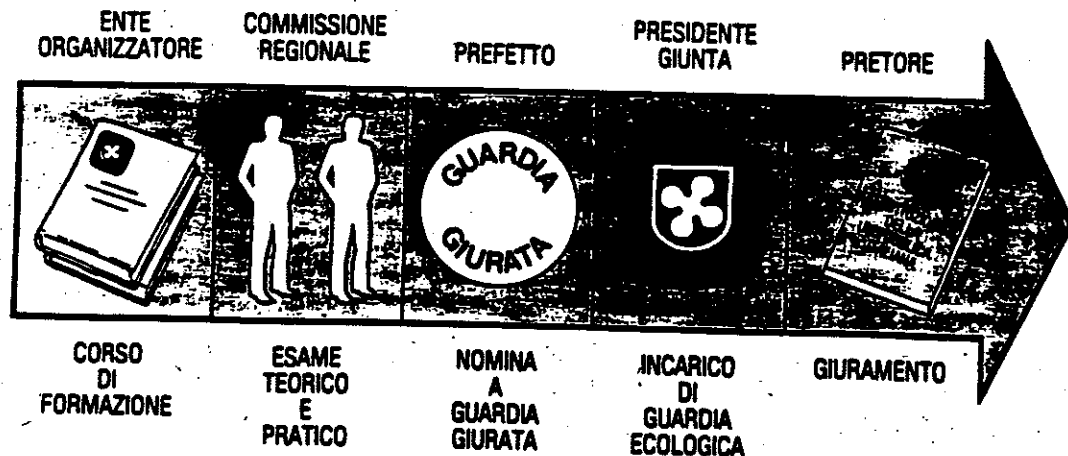 ENTE
ORGANIZZATORE
COMMISSIONE
REGIONALE
PREFETTO
PRESIDENTE
GIUNTA
PRETORE
GUARDIA
GIURATA
CORSO
DI
FORMAZIONE
ESAME
TEORICO
E
PRATICO
NOMINA
A
GUARDIA
GIURATA
INCARICO
DI
GUARDIA
ECOLOGICA
GIURAMENTO